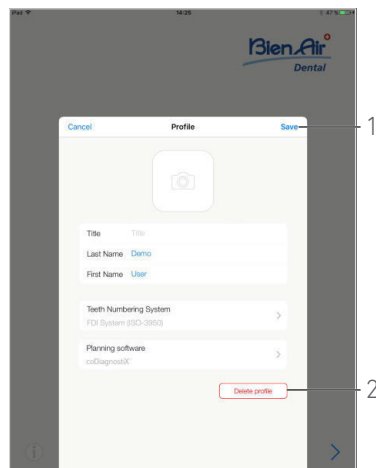 iPad
14:26
47 %
Bien Air
Dental
Cancel
Profile
Save
1
Title
Title
Last Name
Demo
First Name
User
Teeth Numbering System
FDI System (ISO-3950)
Planning software
coDiagnostiX
Delete profile
2